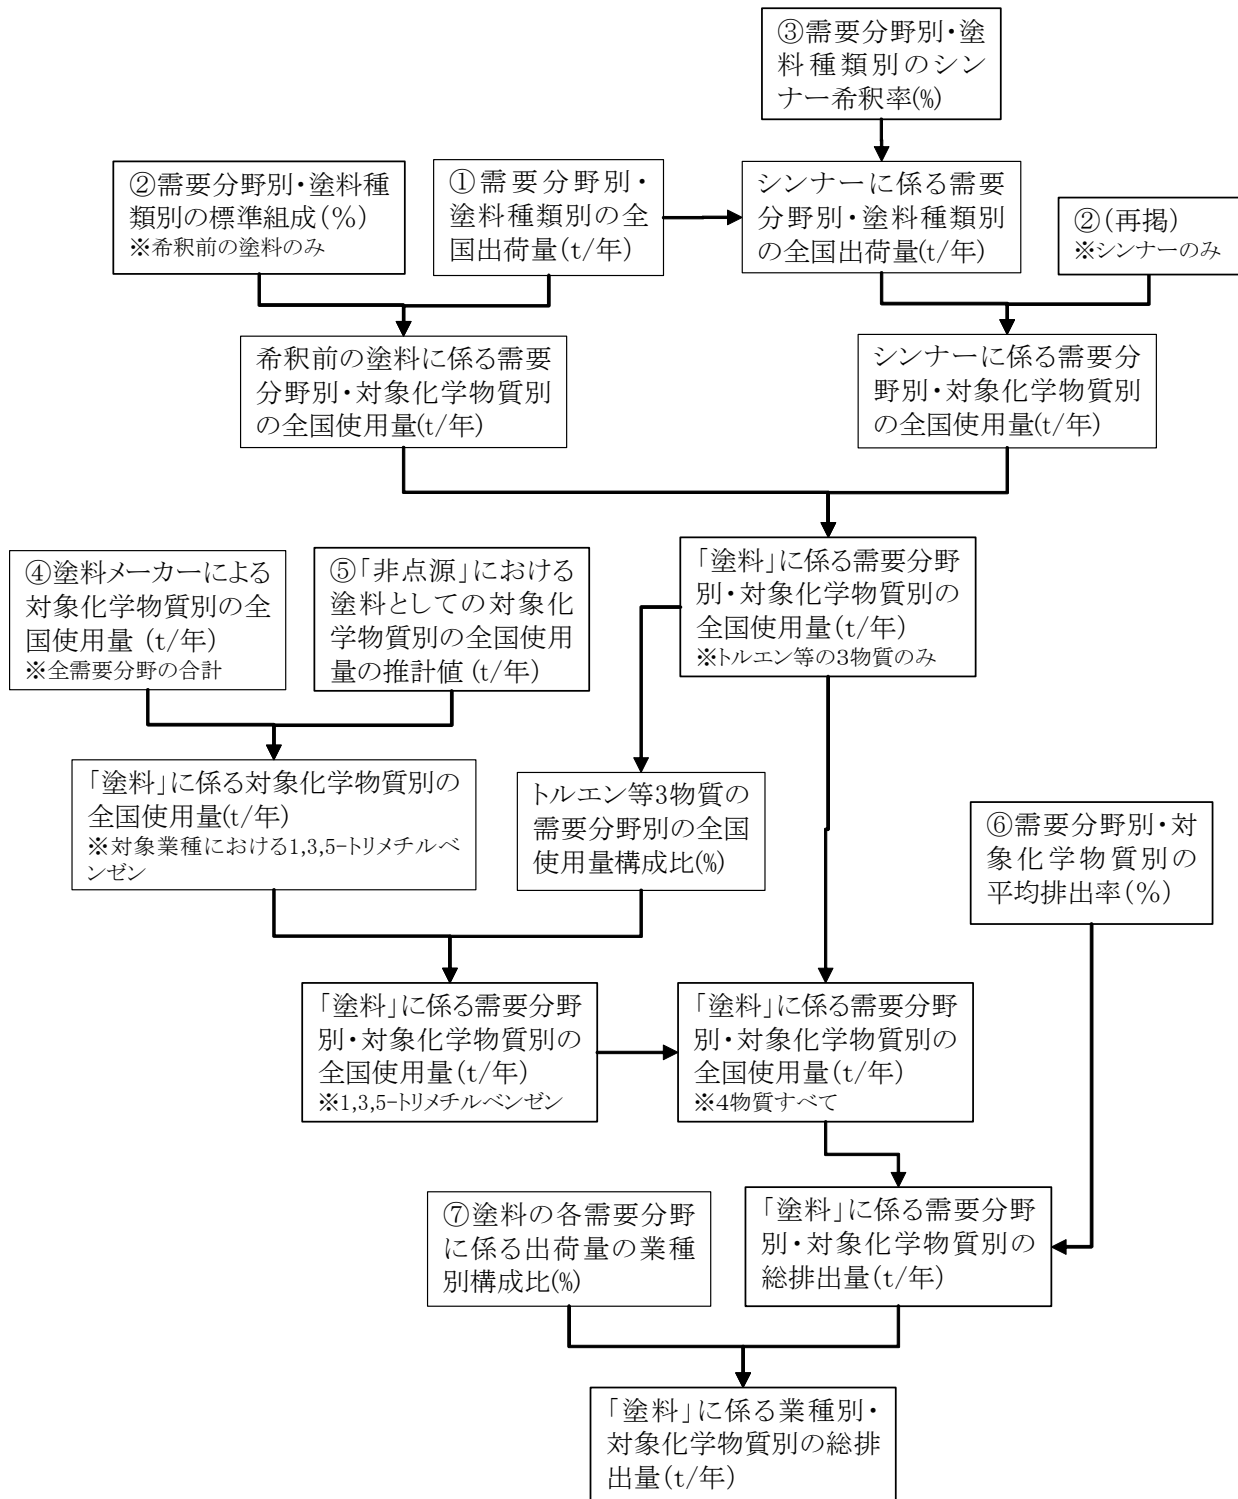 ③需要分野別・塗
料種類別のシン
ナー希釈率(%)
②需要分野別・塗料種
類別の標準組成(%)
※希釈前の塗料のみ
①需要分野別・
塗料種類別の全
国出荷量(t/年)
シンナーに係る需要
分野別・塗料種類別
の全国出荷量(t/年)
②(再掲)
※シンナーのみ
希釈前の塗料に係る需要
分野別・対象化学物質別
の全国使用量(t/年)
シンナーに係る需要分
野別・対象化学物質別
の全国使用量(t/年)
④塗料メーカーによる
対象化学物質別の全
国使用量 (t/年)
※全需要分野の合計
⑤「非点源」における
塗料としての対象化
学物質別の全国使用
量の推計値 (t/年)
「塗料」に係る需要分野
別・対象化学物質別の
全国使用量(t/年)
※トルエン等の3物質のみ
「塗料」に係る対象化学物質別の
全国使用量(t/年)
※対象業種における1,3,5-トリメチルベ
ンゼン
トルエン等3物質の
需要分野別の全国
使用量構成比(%)
⑥需要分野別・対
象化学物質別の
平均排出率(%)
「塗料」に係る需要分野
別・対象化学物質別の
全国使用量(t/年)
※1,3,5-トリメチルベンゼン
「塗料」に係る需要分野
別・対象化学物質別の
全国使用量(t/年)
※4物質すべて
⑦塗料の各需要分野
に係る出荷量の業種
別構成比(%)
「塗料」に係る需要分野
別・対象化学物質別の
総排出量(t/年)
「塗料」に係る業種別・
対象化学物質別の総排
出量(t/年)